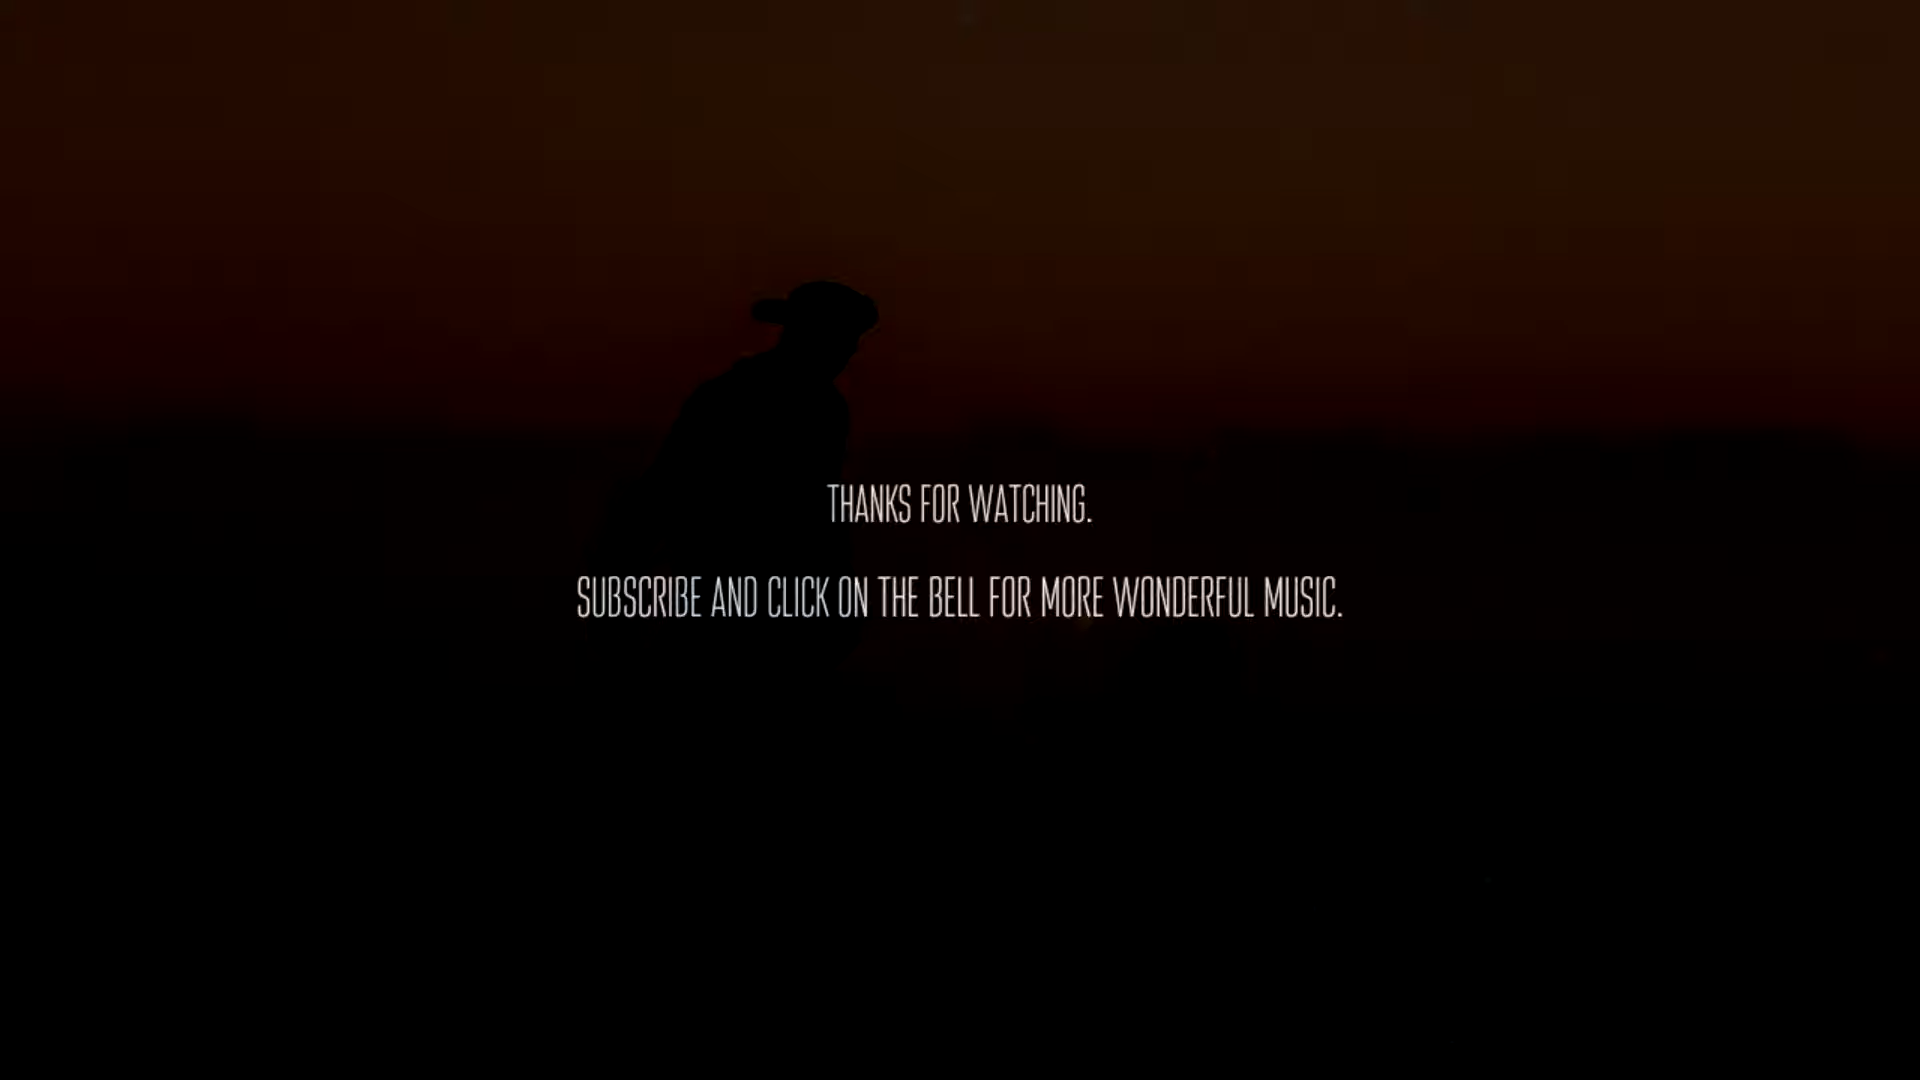 THANKS FOR WATCHING.
SUBSCRIBE AND CLICK ON THE BELL FOR MORE WONDERFUL MUSIC.